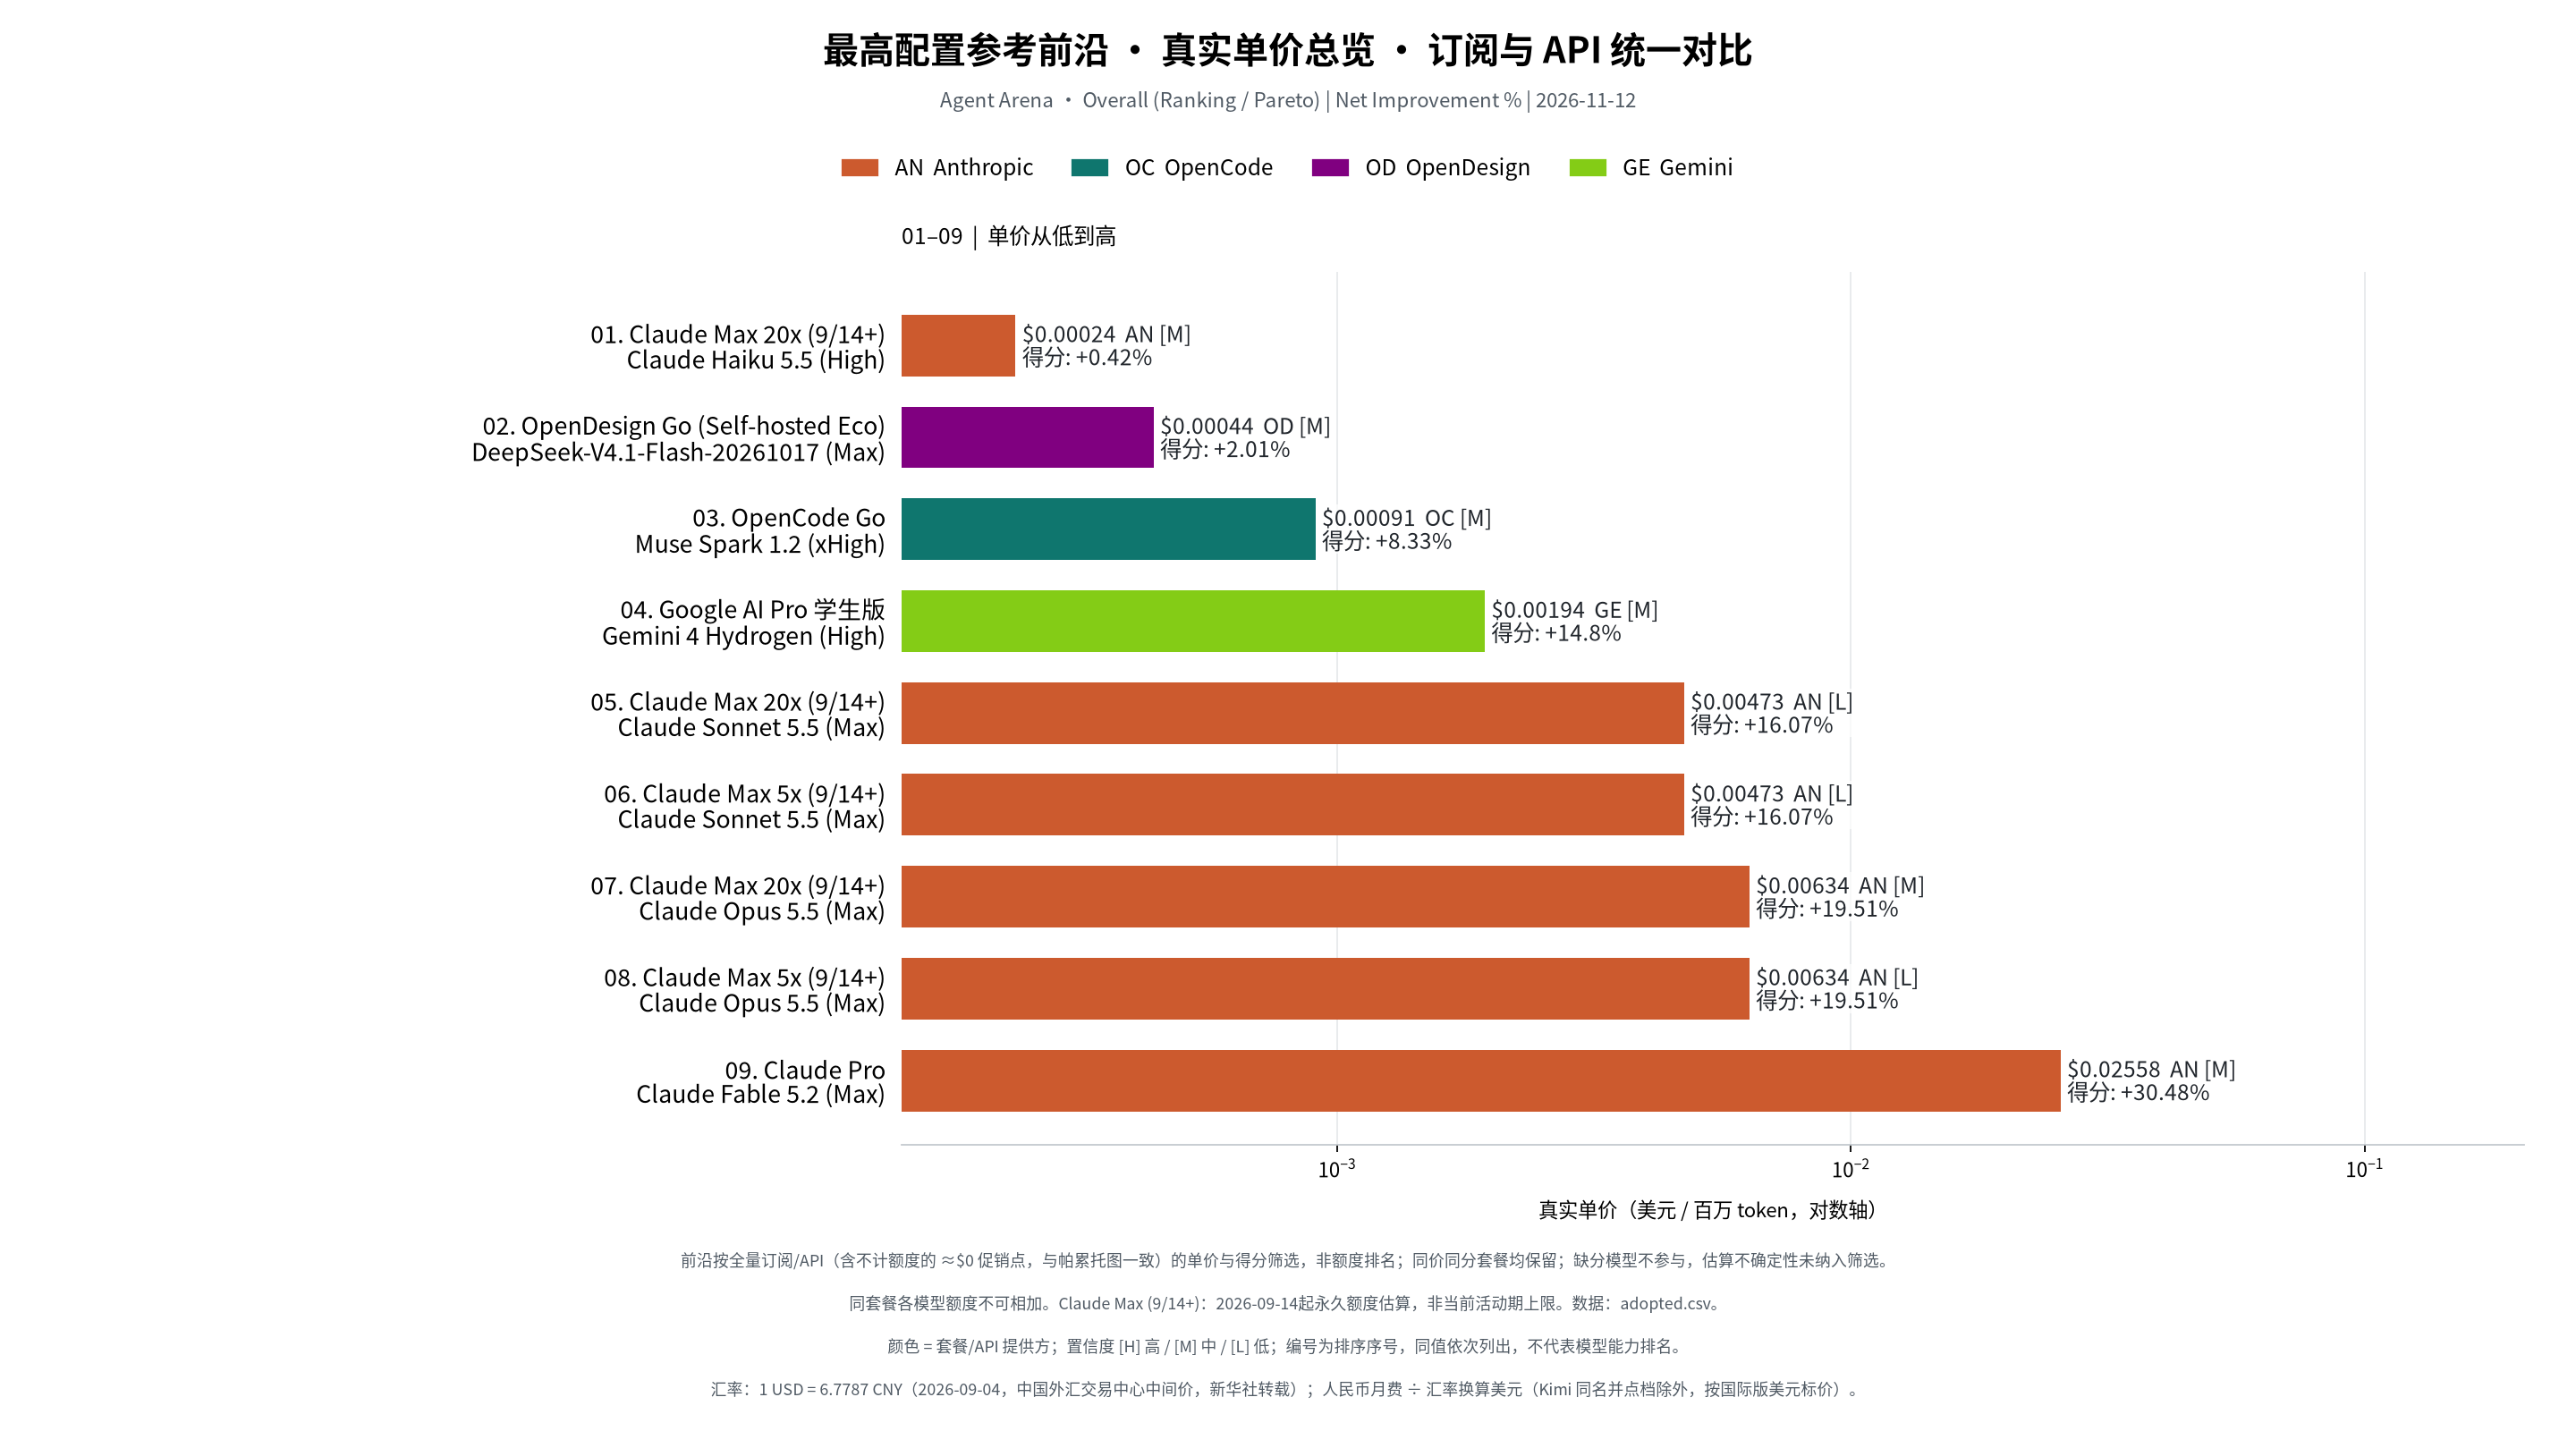 最高配置参考前沿 · 真实单价总览 · 订阅与 API 统一对比
Agent Arena · Overall (Ranking / Pareto) | Net Improvement % | 2026-11-12
AN Anthropic
OC OpenCode
OD OpenDesign
GE Gemini
01–09 | 单价从低到高
01. Claude Max 20x (9/14+)
Claude Haiku 5.5 (High)
$0.00024 AN [M]
得分: +0.42%
02. OpenDesign Go (Self-hosted Eco)
DeepSeek-V4.1-Flash-20261017 (Max)
$0.00044 OD [M]
得分: +2.01%
03. OpenCode Go
Muse Spark 1.2 (xHigh)
$0.00091 OC [M]
得分: +8.33%
04. Google AI Pro 学生版
Gemini 4 Hydrogen (High)
$0.00194 GE [M]
得分: +14.8%
05. Claude Max 20x (9/14+)
Claude Sonnet 5.5 (Max)
$0.00473 AN [L]
得分: +16.07%
06. Claude Max 5x (9/14+)
Claude Sonnet 5.5 (Max)
$0.00473 AN [L]
得分: +16.07%
07. Claude Max 20x (9/14+)
Claude Opus 5.5 (Max)
$0.00634 AN [M]
得分: +19.51%
08. Claude Max 5x (9/14+)
Claude Opus 5.5 (Max)
$0.00634 AN [L]
得分: +19.51%
09. Claude Pro
Claude Fable 5.2 (Max)
$0.02558 AN [M]
得分: +30.48%
10⁻³
10⁻²
10⁻¹
真实单价（美元 / 百万 token，对数轴）
前沿按全量订阅/API（含不计额度的 ≈$0 促销点，与帕累托图一致）的单价与得分筛选，非额度排名；同价同分套餐均保留；缺分模型不参与，估算不确定性未纳入筛选。
同套餐各模型额度不可相加。Claude Max (9/14+)：2026-09-14起永久额度估算，非当前活动期上限。数据：adopted.csv。
颜色 = 套餐/API 提供方；置信度 [H] 高 / [M] 中 / [L] 低；编号为排序序号，同值依次列出，不代表模型能力排名。
汇率：1 USD = 6.7787 CNY（2026-09-04，中国外汇交易中心中间价，新华社转载）；人民币月费 ÷ 汇率换算美元（Kimi 同名并点档除外，按国际版美元标价）。